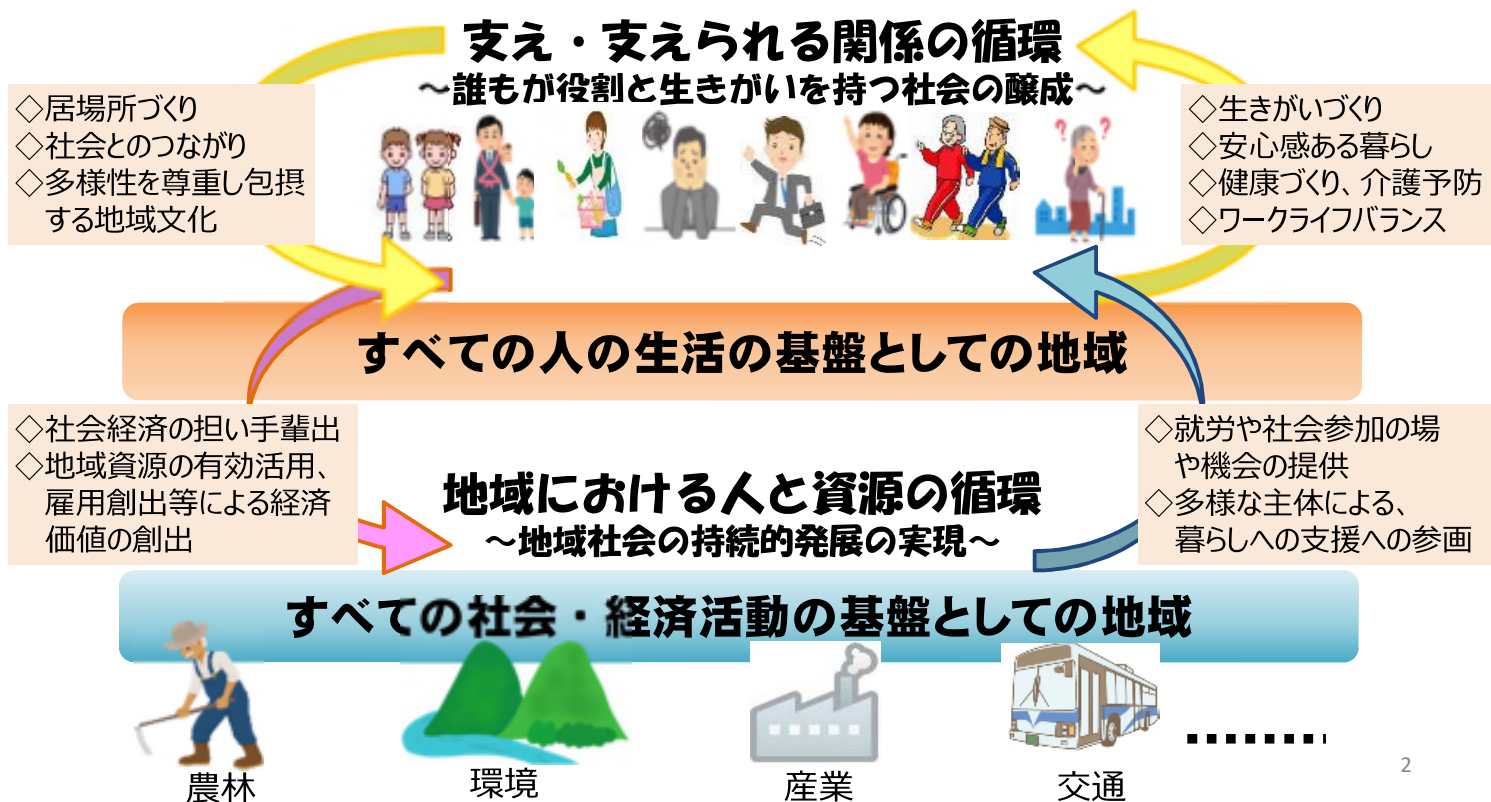 支え・支えられる関係の循環
~誰もが役割と生きがいを持つ社会の醸成~
◇居場所づくり
◇社会とのつながり
◇多様性を尊重し包摂
する地域文化
◇生きがいづくり
◇安心感ある暮らし
◇健康づくり、介護予防
◇ワークライフバランス
? ?
すべての人の生活の基盤としての地域
◇社会経済の担い手輩出
◇地域資源の有効活用、
雇用創出等による経済
価値の創出
地域における人と資源の循環
~地域社会の持続的発展の実現~
◇就労や社会参加の場
や機会の提供
◇多様な主体による、
暮らしへの支援への参画
すべての社会・経済活動の基盤としての地域
農林
環境
産業
交通
2